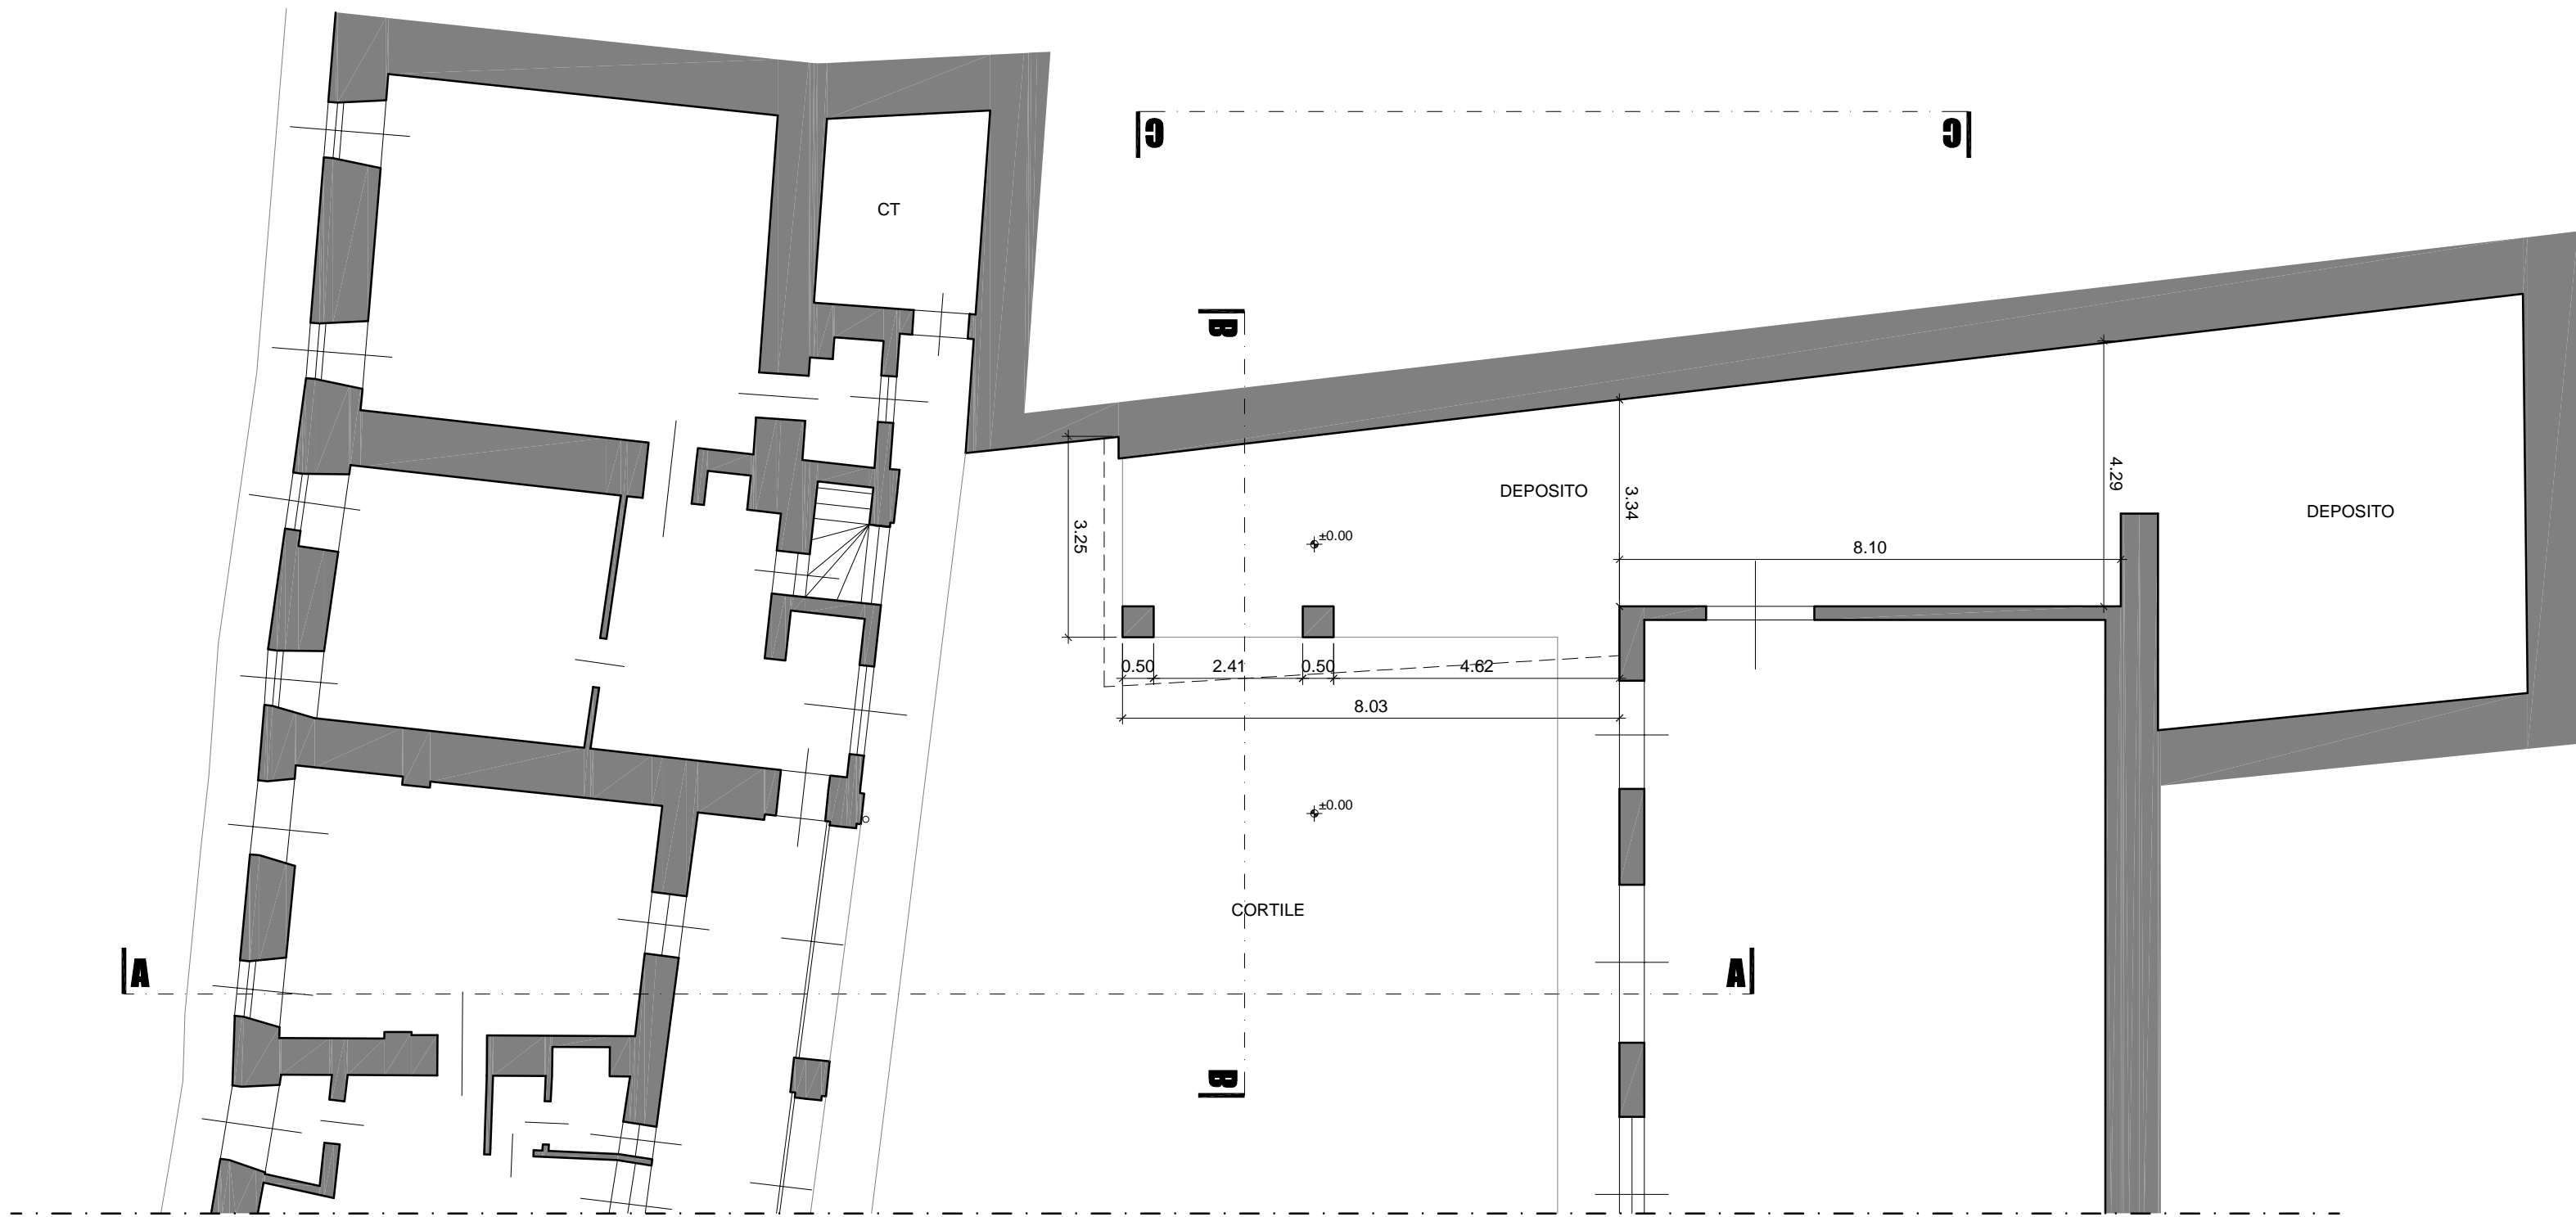 C C
CT
B
DEPOSITO
DEPOSITO
4.29
3.34
3.25
±0.00
8.10
0.50 2.41 0.50 4.62
8.03
±0.00
CORTILE
A A
B